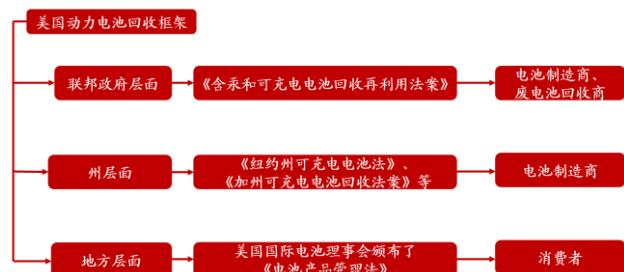 美国动力电池回收框架
联邦政府层面
《含汞和可充电电池回收再利用法案》
电池制造商、
废电池回收商
州层面
《纽约州可充电电池法》、
《加州可充电电池回收法案》等
电池制造商
地方层面
美国国际电池理事会颁布了
《电池产品管理法》
消费者